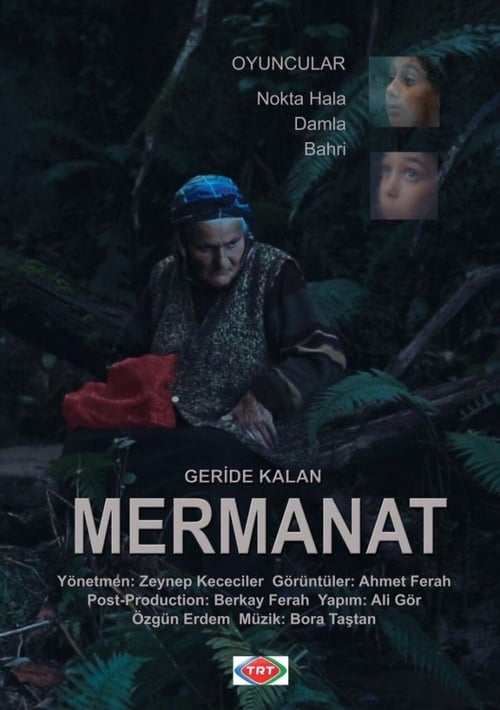 OYUNCULAR
Nokta Hala
Damla
Bahri
GERİDE KALAN
MERMANAT
Yönetmen: Zeynep Kececiler Görüntüler: Ahmet Ferah
Post-Production: Berkay Ferah Yapım: Ali Gör
Özgün Erdem Müzik: Bora Taştan
TRT